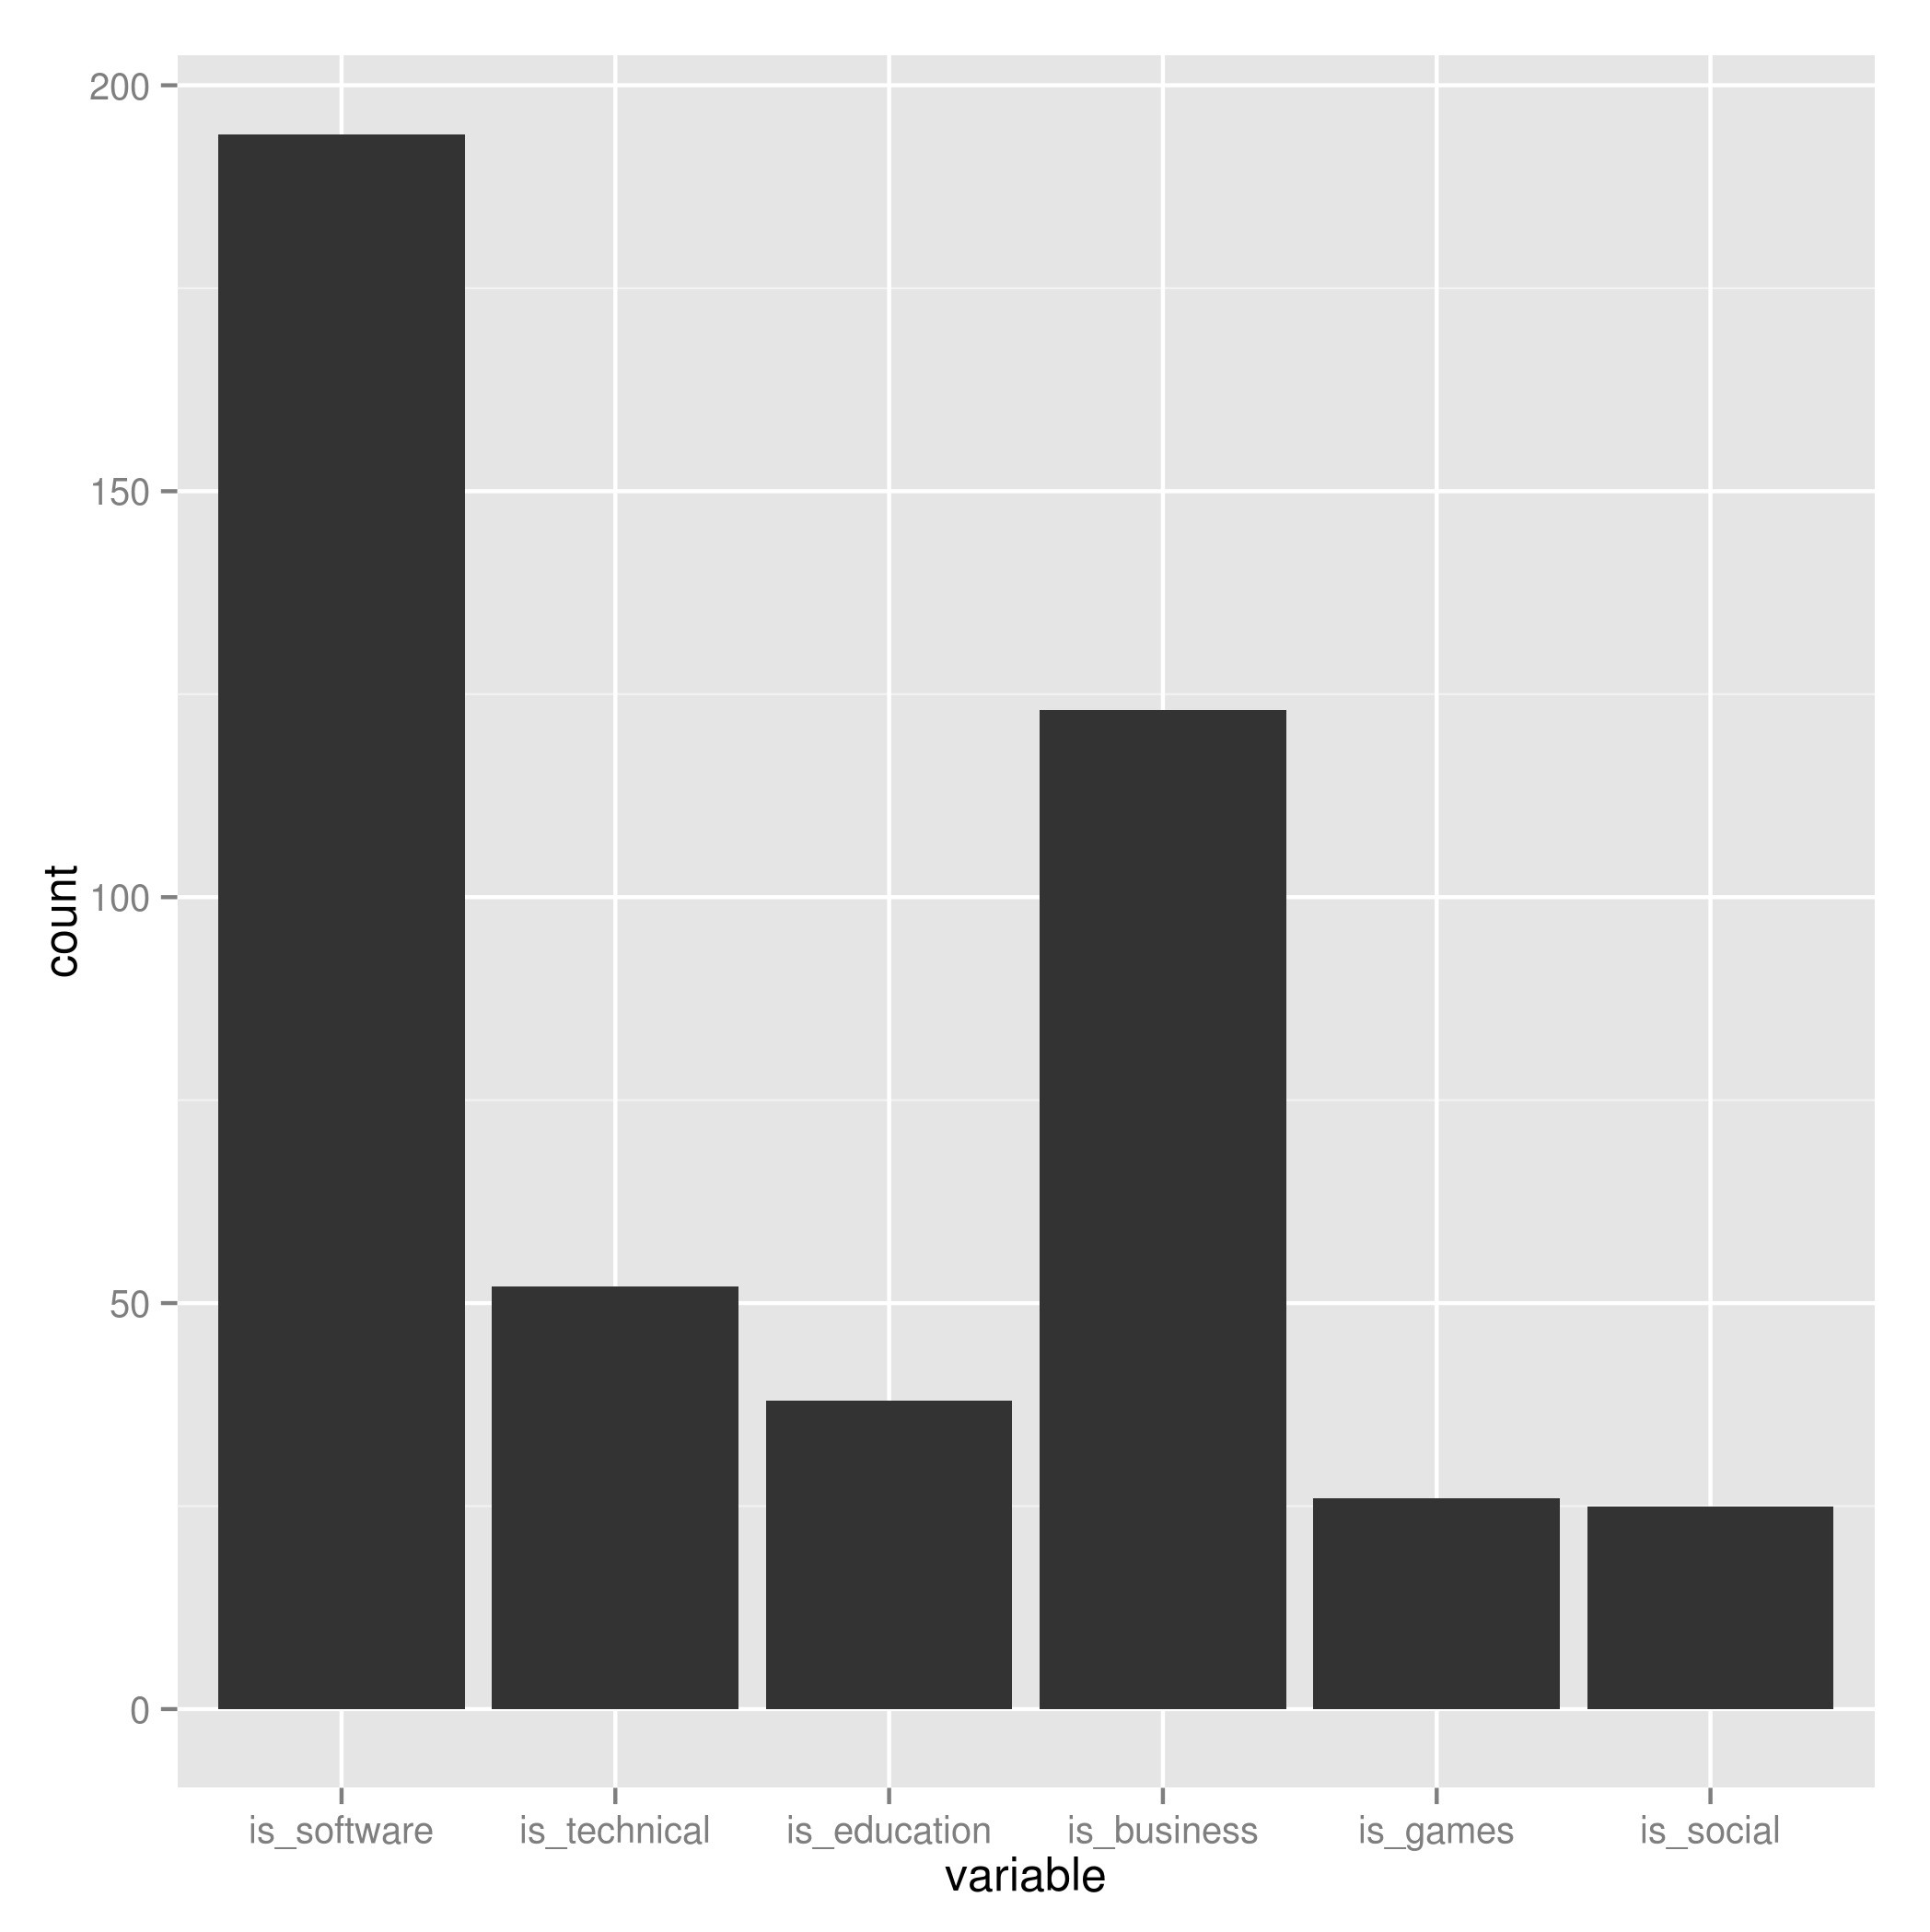 count
200
150
100
50
0
is_software is_technical is_education is_business is_games is_social
variable